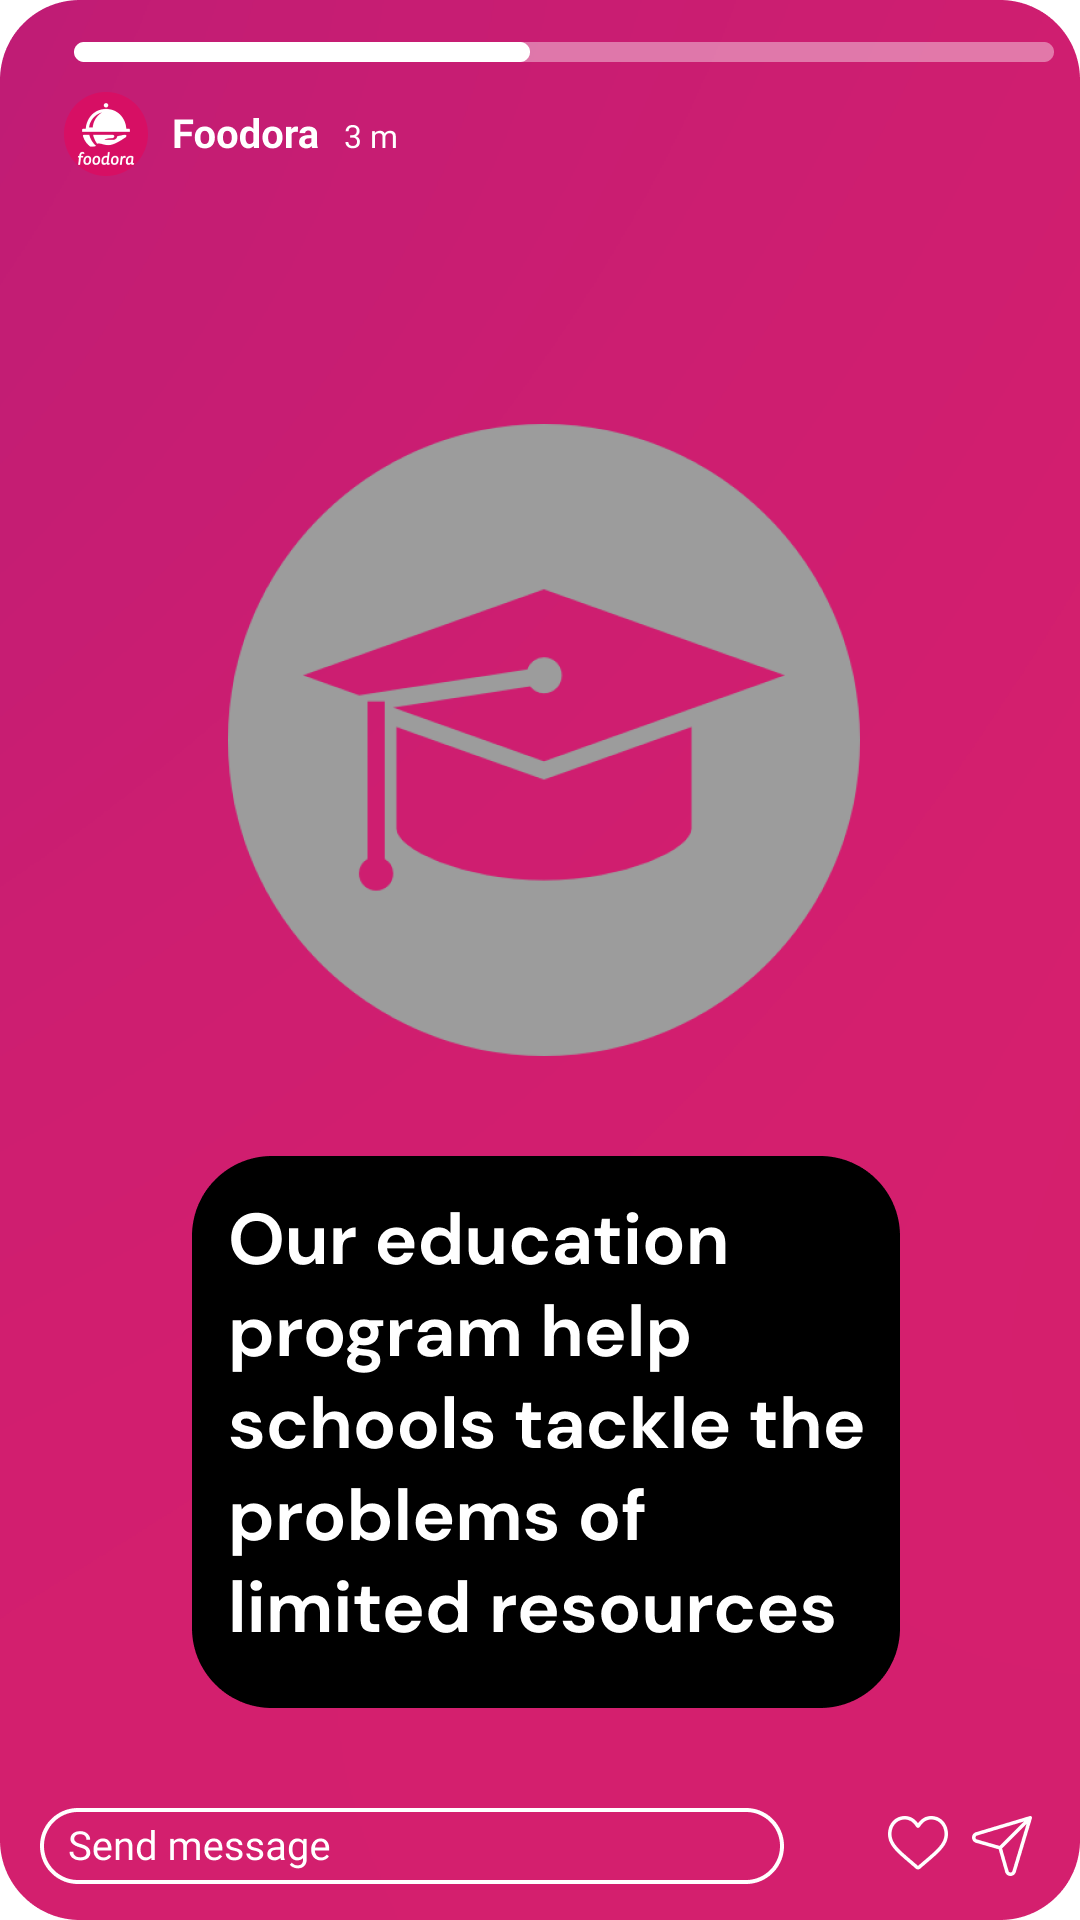 foodora
Foodora 3 m
Our education
program help
schools tackle the
problems of
limited resources
Send message